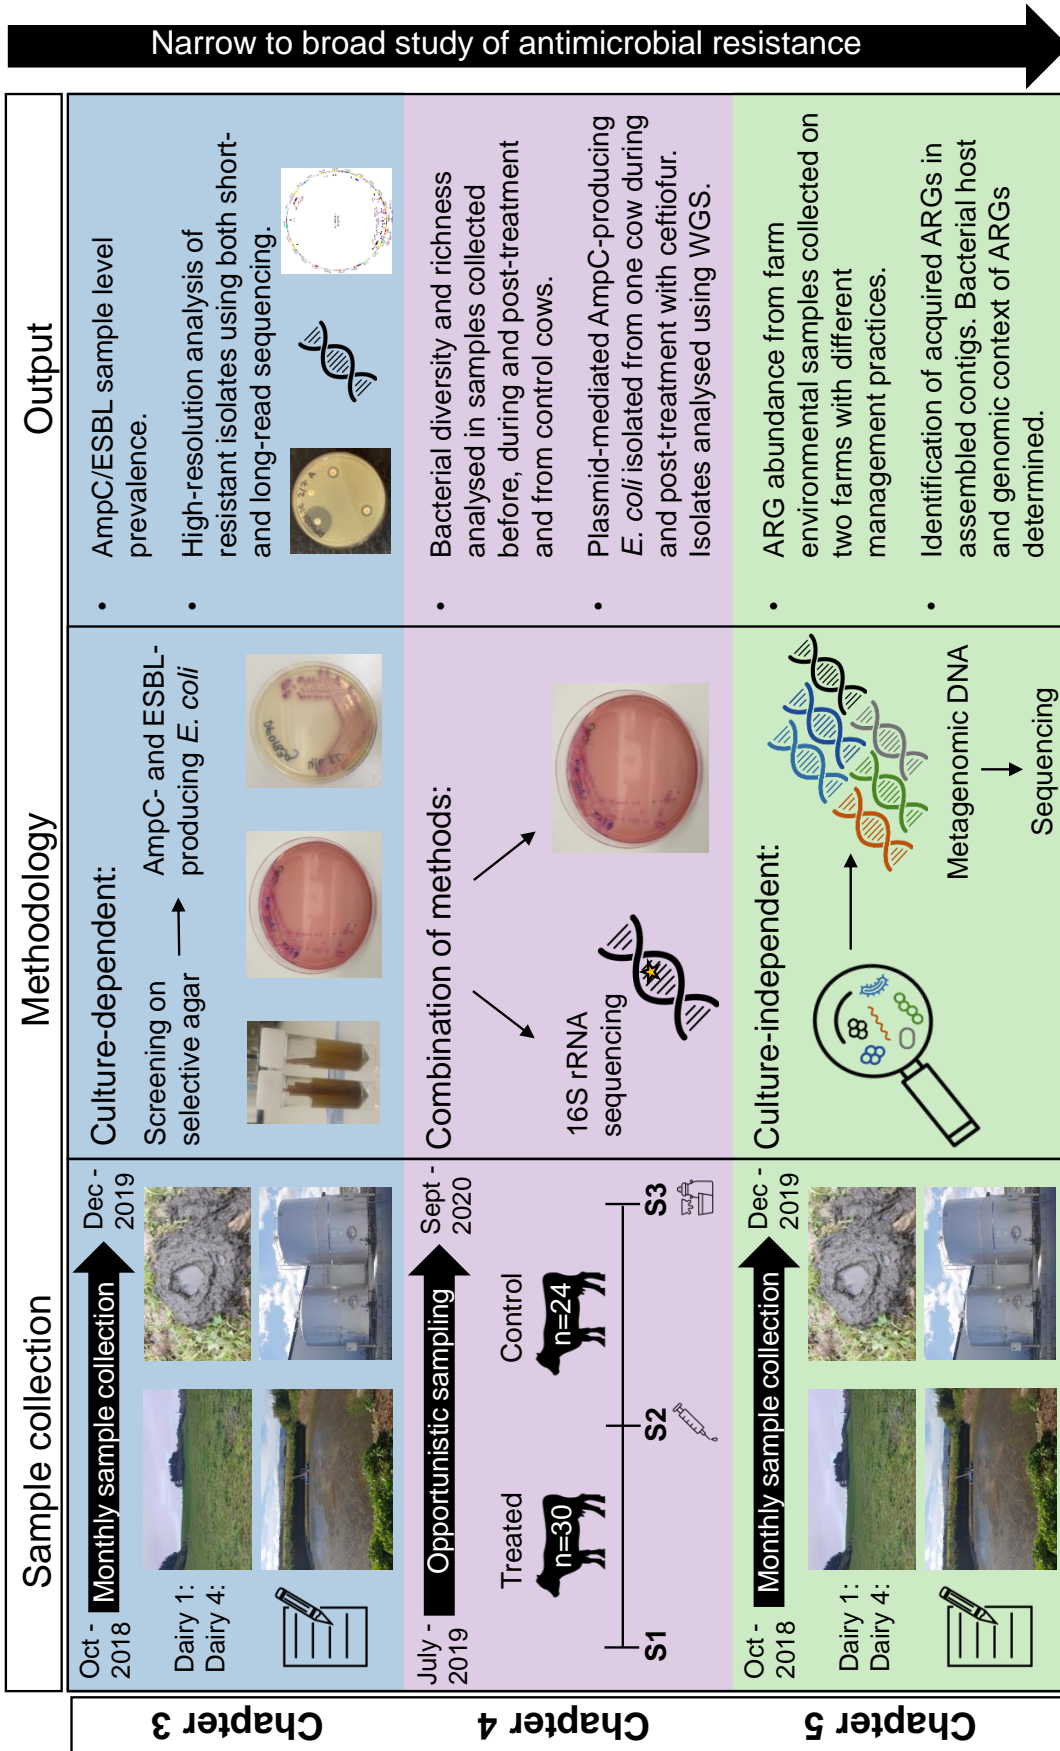 Narrow to broad study of antimicrobial resistance
Sample collection
Methodology
Output
Chapter 3
Oct -
2018
Monthly sample collection
Dec -
2019
Dairy 1:
Dairy 4:
Culture-dependent:
Screening on
selective agar
AmpC- and ESBL-
producing E. coli
• AmpC/ESBL sample level
prevalence.
• High-resolution analysis of
resistant isolates using both short-
and long-read sequencing.
Chapter 4
July -
2019
Opportunistic sampling
Sept -
2020
Treated
n=30
Control
n=24
S1
S2
S3
Combination of methods:
16S rRNA
sequencing
• Bacterial diversity and richness
analysed in samples collected
before, during and post-treatment
and from control cows.
• Plasmid-mediated AmpC-producing
E. coli isolated from one cow during
and post-treatment with ceftiofur.
Isolates analysed using WGS.
Chapter 5
Oct -
2018
Monthly sample collection
Dec -
2019
Dairy 1:
Dairy 4:
Culture-independent:
Metagenomic DNA
Sequencing
• ARG abundance from farm
environmental samples collected on
two farms with different
management practices.
• Identification of acquired ARGs in
assembled contigs. Bacterial host
and genomic context of ARGs
determined.